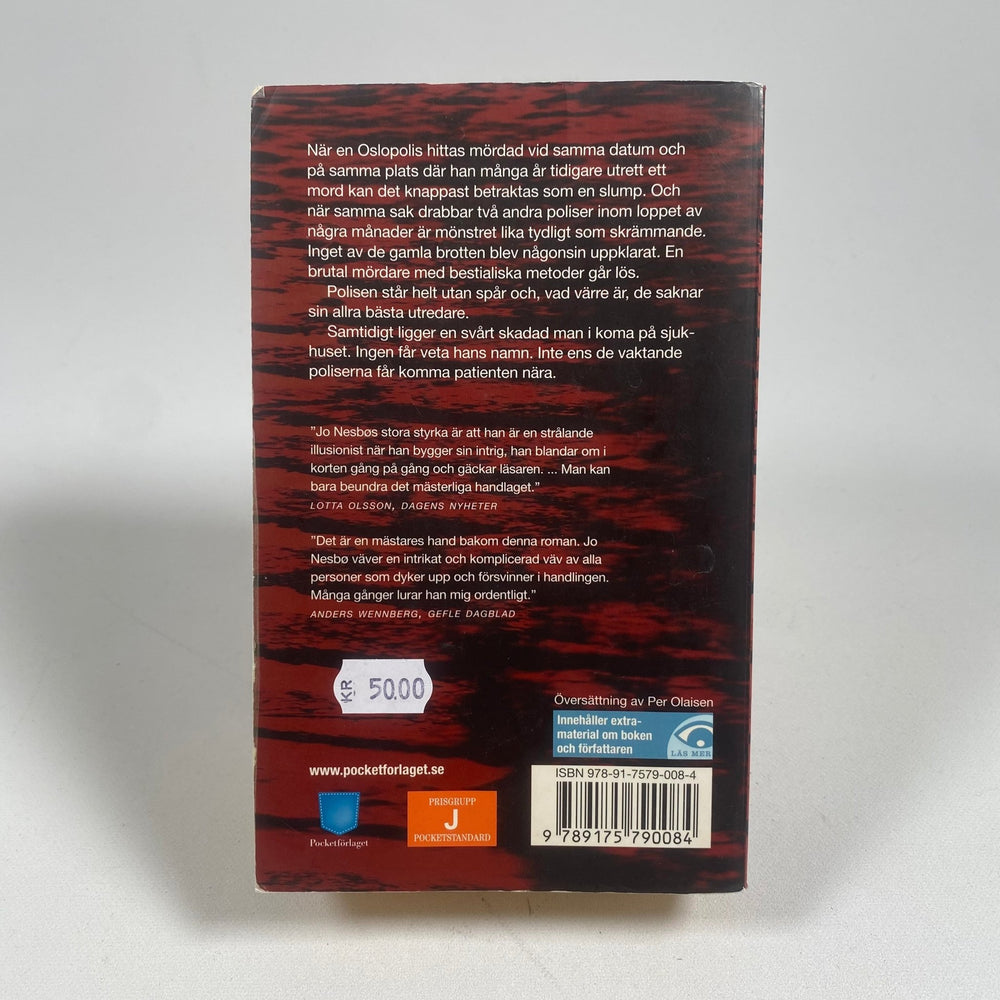 När en Oslopolis hittas mördad vid samma datum och
på samma plats där han många år tidigare utrett ett
mord kan det knappast betraktas som en slump. Och
när samma sak drabbar två andra poliser inom loppet av
några månader är mönstret lika tydligt som skrämmande.
Inget av de gamla brotten blev någonsin uppklarat. En
brutal mördare med bestialiska metoder går lös.
Polisen står helt utan spår och, vad värre är, de saknar
sin allra bästa utredare.
Samtidigt ligger en svårt skadad man i koma på sjuk-
huset. Ingen får veta hans namn. Inte ens de vaktande
poliserna får komma patienten nära.
”Jo Nesbøs stora styrka är att han är en strålande
illusionist när han bygger sin intrig, han blandar om i
korten gång på gång och gäckar läsaren. ... Man kan
bara beundra det mästerliga handlaget.”
LOTTA OLSSON, DAGENS NYHETER
”Det är en mästares hand bakom denna roman. Jo
Nesbø väver en intrikat och komplicerad väv av alla
personer som dyker upp och försvinner i handlingen.
Många gånger lurar han mig ordentligt.”
ANDERS WENNBERG, GEFLE DAGBLAD
KR 50.00
Översättning av Per Olaisen
Innehåller extra-
material om boken
och författaren
LÄS MER
www.pocketforlaget.se
Pocketförlaget
PRISGRUPP
J
POCKETSTANDARD
ISBN 978-91-7579-008-4
9 789175 790084